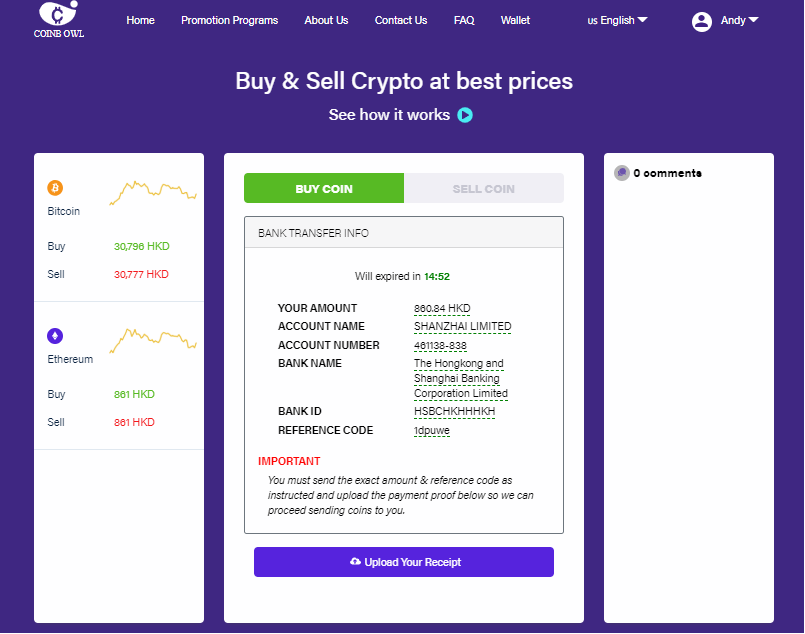 COINB OWL
Home Promotion Programs About Us Contact Us FAQ Wallet us English Andy
Buy & Sell Crypto at best prices
See how it works
Bitcoin
Buy 30,796 HKD
Sell 30,777 HKD
Ethereum
Buy 861 HKD
Sell 861 HKD
BUY COIN SELL COIN
BANK TRANSFER INFO
Will expired in 14:52
YOUR AMOUNT 860.84 HKD
ACCOUNT NAME SHANZHAI LIMITED
ACCOUNT NUMBER 461138-838
BANK NAME The Hongkong and
Shanghai Banking
Corporation Limited
BANK ID HSBCHKHHHKH
REFERENCE CODE 1dpuwe
IMPORTANT
You must send the exact amount & reference code as
instructed and upload the payment proof below so we can
proceed sending coins to you.
Upload Your Receipt
0 comments